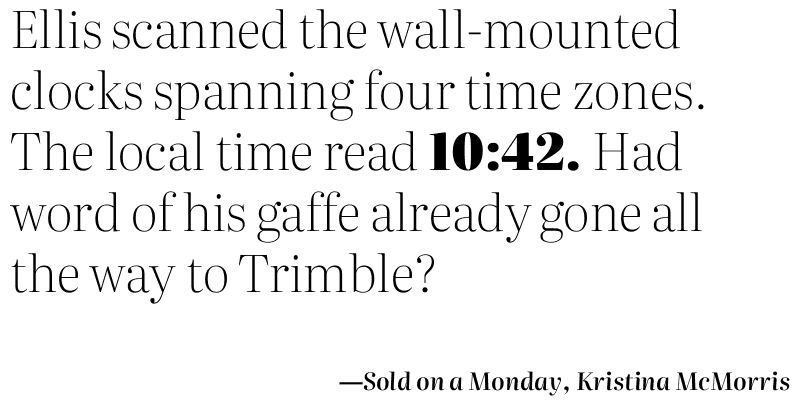 Ellis scanned the wall-mounted
clocks spanning four time zones.
The local time read 10:42. Had
word of his gaffe already gone all
the way to Trimble?
—Sold on a Monday, Kristina McMorris